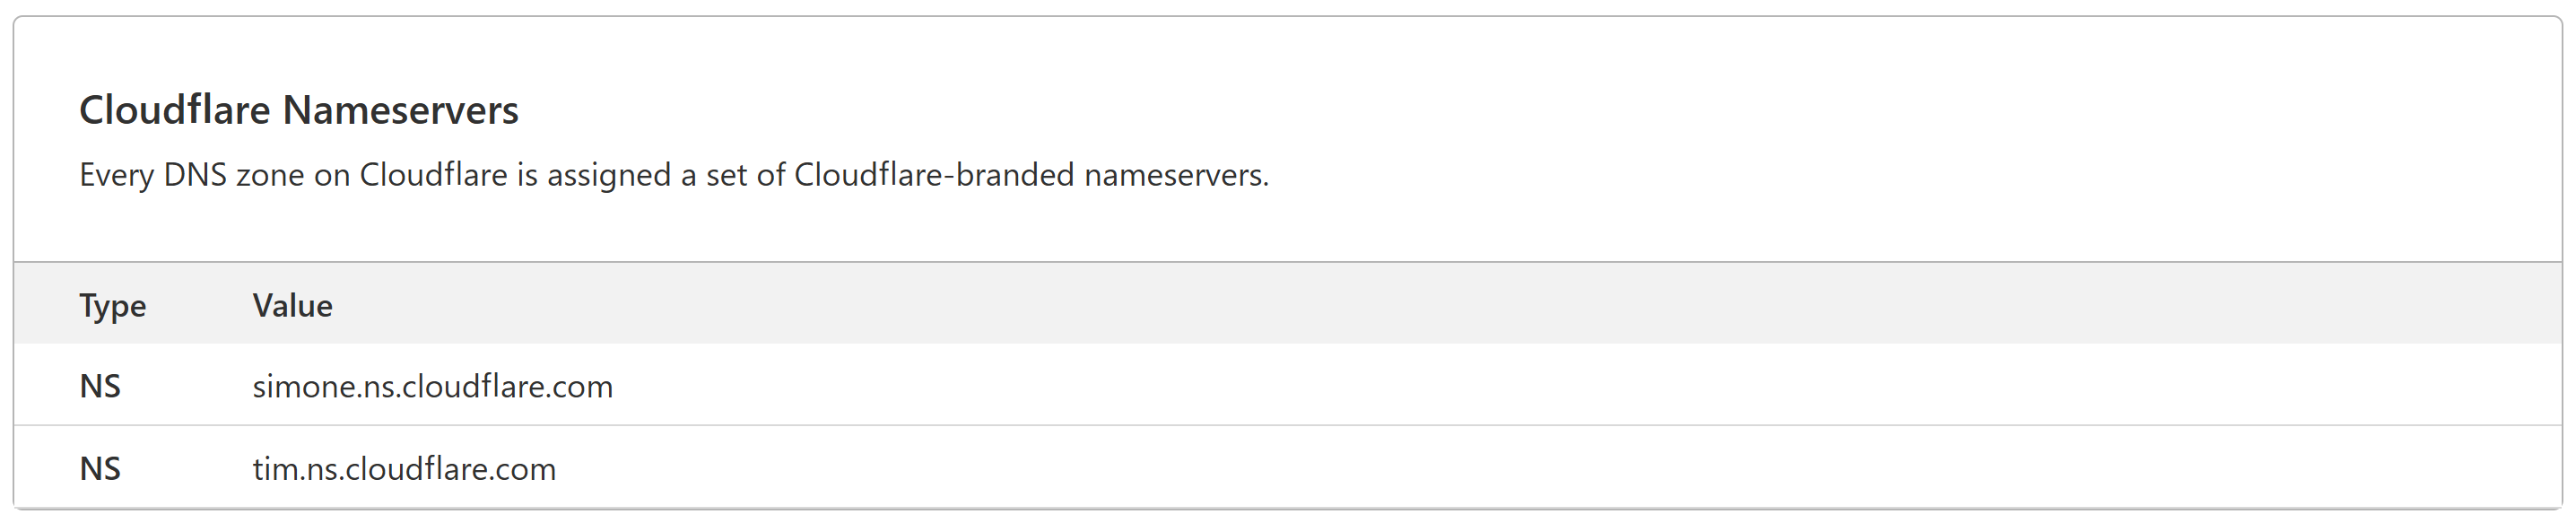 Cloudflare Nameservers
Every DNS zone on Cloudflare is assigned a set of Cloudflare-branded nameservers.
Type Value
NS simone.ns.cloudflare.com
NS tim.ns.cloudflare.com